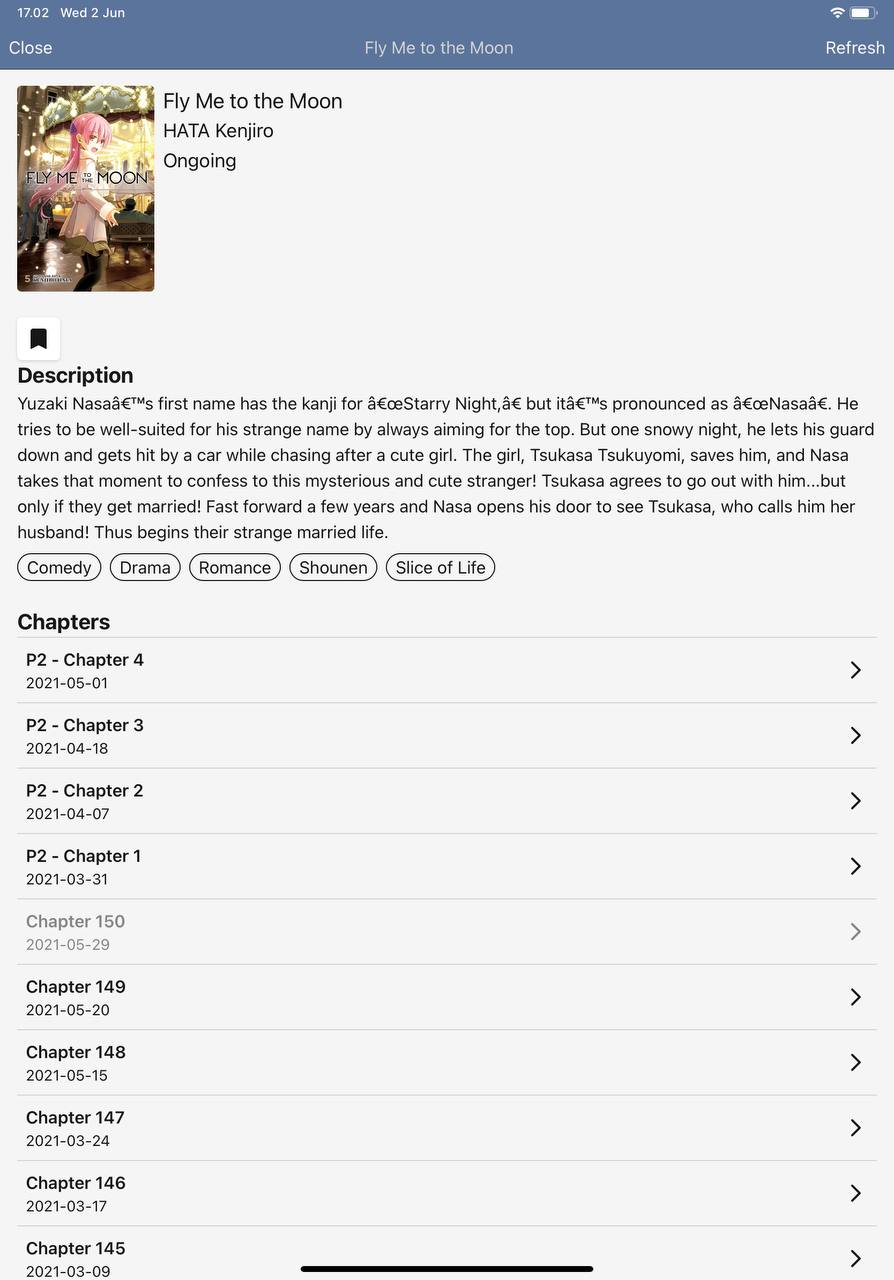 17.02 Wed 2 Jun
Close Fly Me to the Moon Refresh
Fly Me to the Moon
HATA Kenjiro
Ongoing
FLY ME TO THE MOON
5
Description
Yuzaki Nasaâ€™s first name has the kanji for â€œStarry Night,â€ but itâ€™s pronounced as â€œNasaâ€. He
tries to be well-suited for his strange name by always aiming for the top. But one snowy night, he lets his guard
down and gets hit by a car while chasing after a cute girl. The girl, Tsukasa Tsukuyomi, saves him, and Nasa
takes that moment to confess to this mysterious and cute stranger! Tsukasa agrees to go out with him...but
only if they get married! Fast forward a few years and Nasa opens his door to see Tsukasa, who calls him her
husband! Thus begins their strange married life.
Comedy Drama Romance Shounen Slice of Life
Chapters
P2 - Chapter 4
2021-05-01
P2 - Chapter 3
2021-04-18
P2 - Chapter 2
2021-04-07
P2 - Chapter 1
2021-03-31
Chapter 150
2021-05-29
Chapter 149
2021-05-20
Chapter 148
2021-05-15
Chapter 147
2021-03-24
Chapter 146
2021-03-17
Chapter 145
2021-03-09